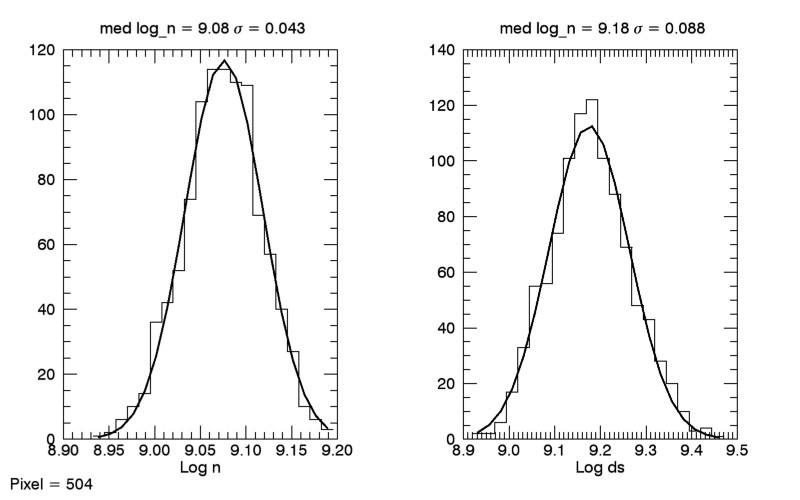 med log_n = 9.08 σ = 0.043
120
100
80
60
40
20
0
8.90 8.95 9.00 9.05 9.10 9.15 9.20
Log n
med log_n = 9.18 σ = 0.088
140
120
100
80
60
40
20
0
8.9 9.0 9.1 9.2 9.3 9.4 9.5
Log ds
Pixel = 504